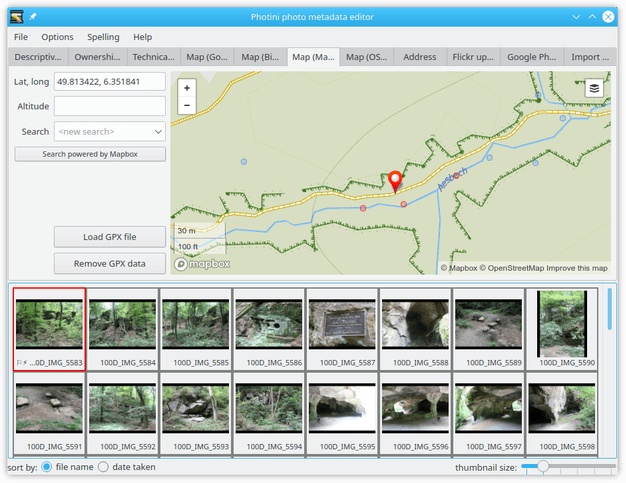 Photini photo metadata editor
File Options Spelling Help
Descriptiv... Ownershi... Technica... Map (Go... Map (Bi... Map (Ma... Map (OS... Address Flickr up... Google Ph... Import ...
Lat, long 49.813422, 6.351841
Altitude
Search <new search>
Search powered by Mapbox
Load GPX file
Remove GPX data
+
−
Aesbech
30 m
100 ft
mapbox
© Mapbox © OpenStreetMap Improve this map
...0D_IMG_5583 100D_IMG_5584 100D_IMG_5585 100D_IMG_5586 100D_IMG_5587 100D_IMG_5588 100D_IMG_5589 100D_IMG_5590
100D_IMG_5591 100D_IMG_5592 100D_IMG_5593 100D_IMG_5594 100D_IMG_5595 100D_IMG_5596 100D_IMG_5597 100D_IMG_5598
sort by: file name date taken thumbnail size: